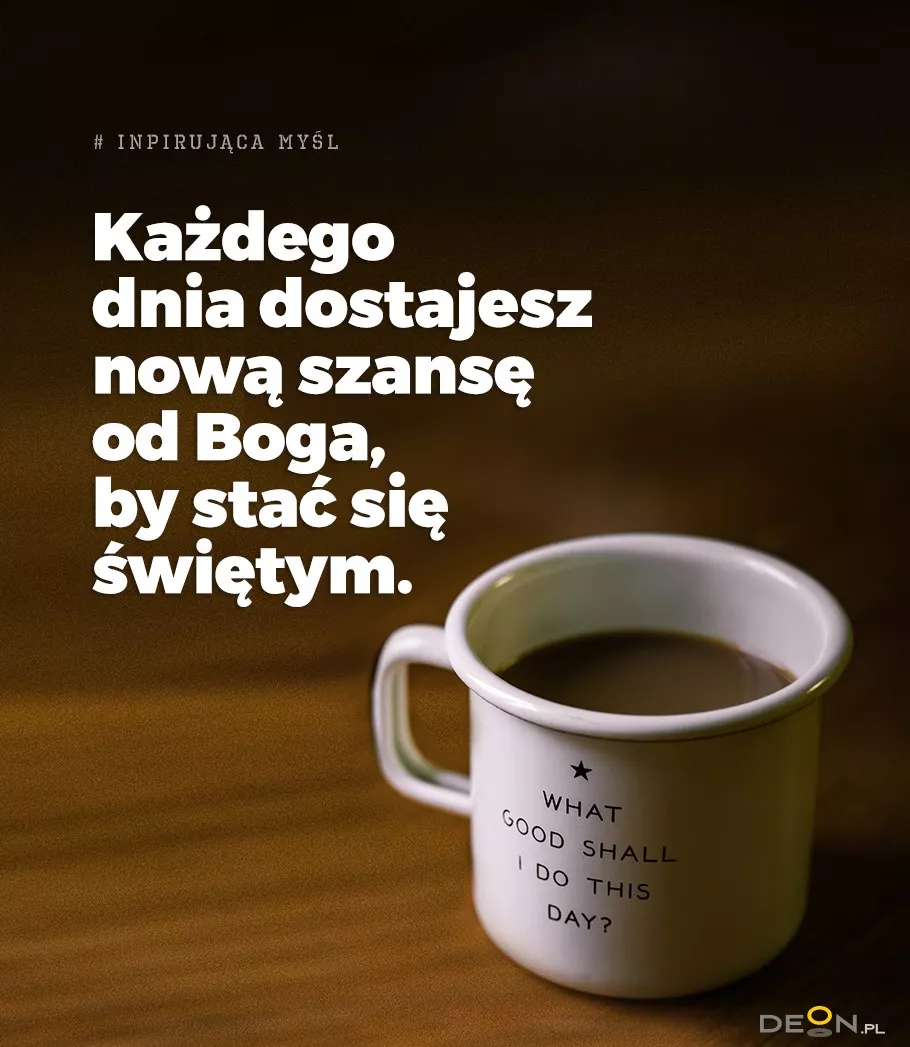 # INPIRUJĄCA MYŚL
Każdego
dnia dostajesz
nową szansę
od Boga,
by stać się
świętym.
★
WHAT
GOOD SHALL
I DO THIS
DAY?
DEON.PL